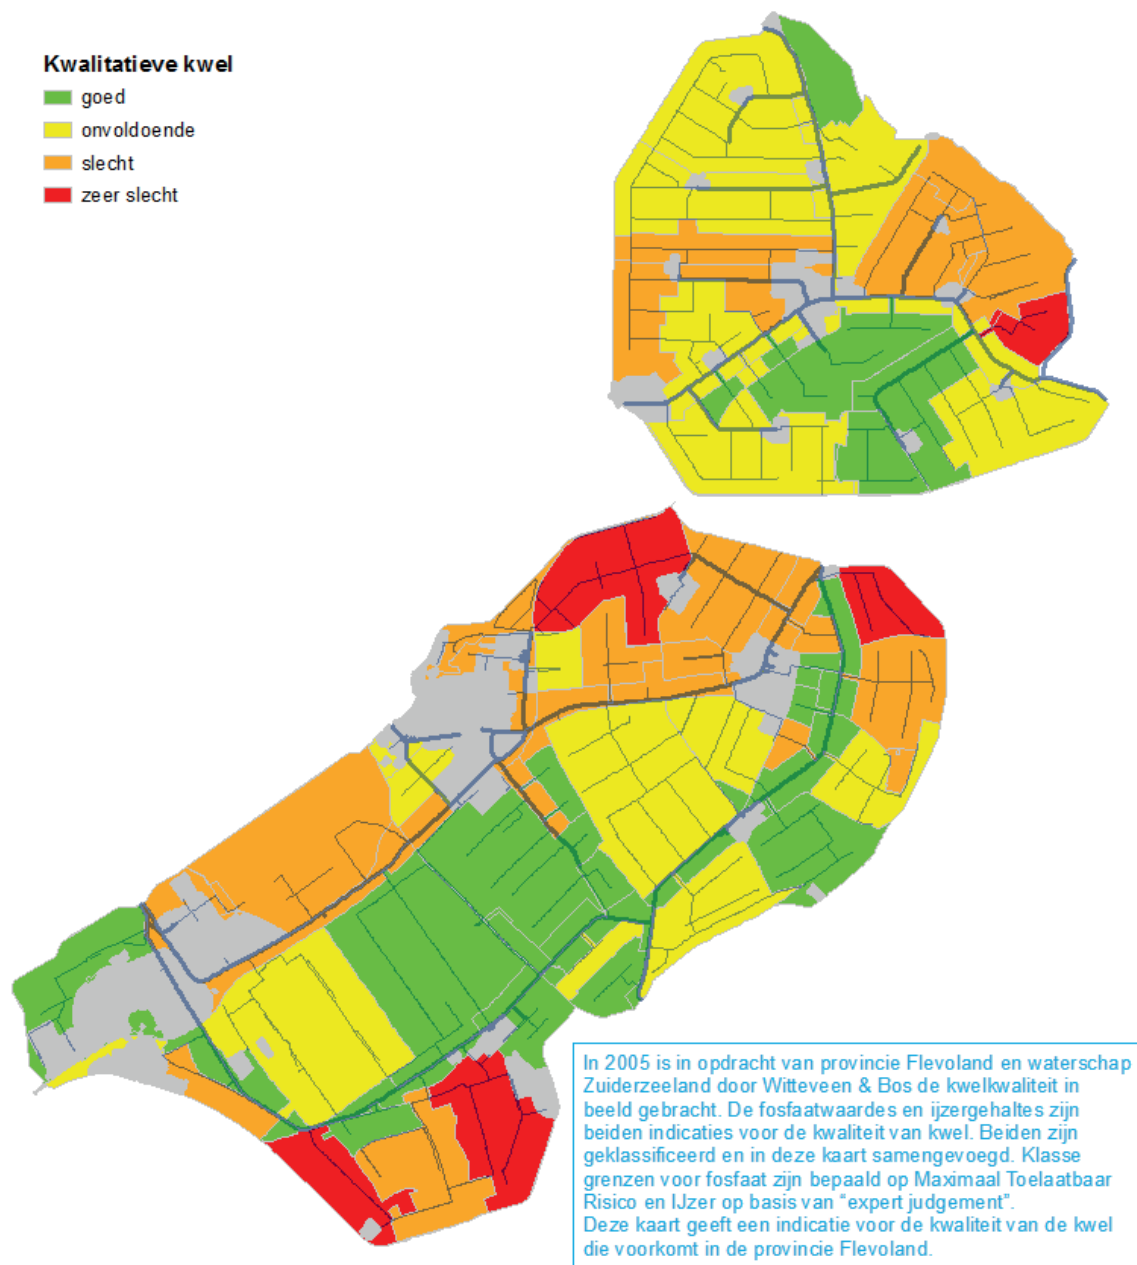 Kwalitatieve kwel
goed
onvoldoende
slecht
zeer slecht
In 2005 is in opdracht van provincie Flevoland en waterschap
Zuiderzeeland door Witteveen & Bos de kwelkwaliteit in
beeld gebracht. De fosfaatwaardes en ijzergehaltes zijn
beiden indicaties voor de kwaliteit van kwel. Beiden zijn
geklassificeerd en in deze kaart samengevoegd. Klasse
grenzen voor fosfaat zijn bepaald op Maximaal Toelaatbaar
Risico en IJzer op basis van “expert judgement”.
Deze kaart geeft een indicatie voor de kwaliteit van de kwel
die voorkomt in de provincie Flevoland.